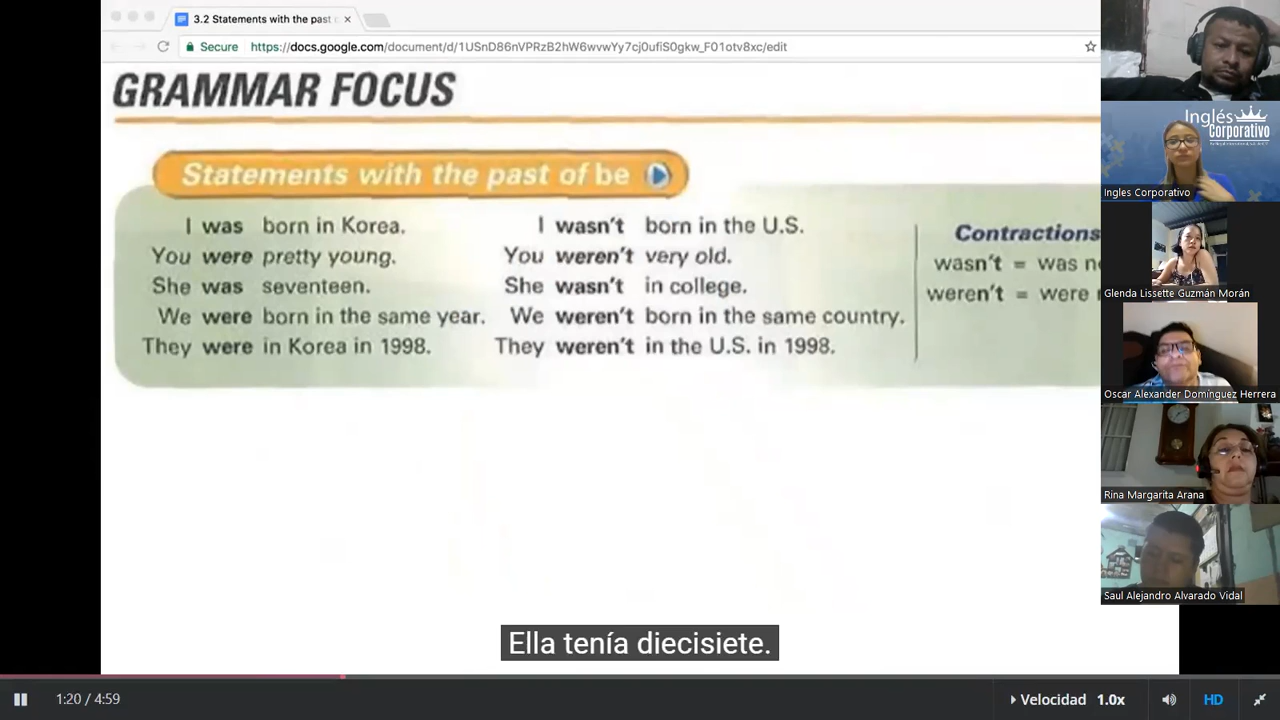 3.2 Statements with the past
Secure
https://docs.google.com/document/d/1USnD86nVPRzB2hW6wvwYy7cj0ufiS0gkw_F01otv8xc/edit
GRAMMAR FOCUS
Statements with the past of be
I was born in Korea.
You were pretty young.
She was seventeen.
We were born in the same year.
They were in Korea in 1998.
I wasn't born in the U.S.
You weren't very old.
She wasn't in college.
We weren't born in the same country.
They weren't in the U.S. in 1998.
Contractions
wasn't = was
weren't = were
Ella tenía diecisiete.
1:20 / 4:59
Velocidad 1.0x
HD
Inglés
Corporativo
Ingles Corporativo
Glenda Lissette Guzmán Morán
Oscar Alexander Domínguez Herrera
Rina Margarita Arana
Saul Alejandro Alvarado Vidal